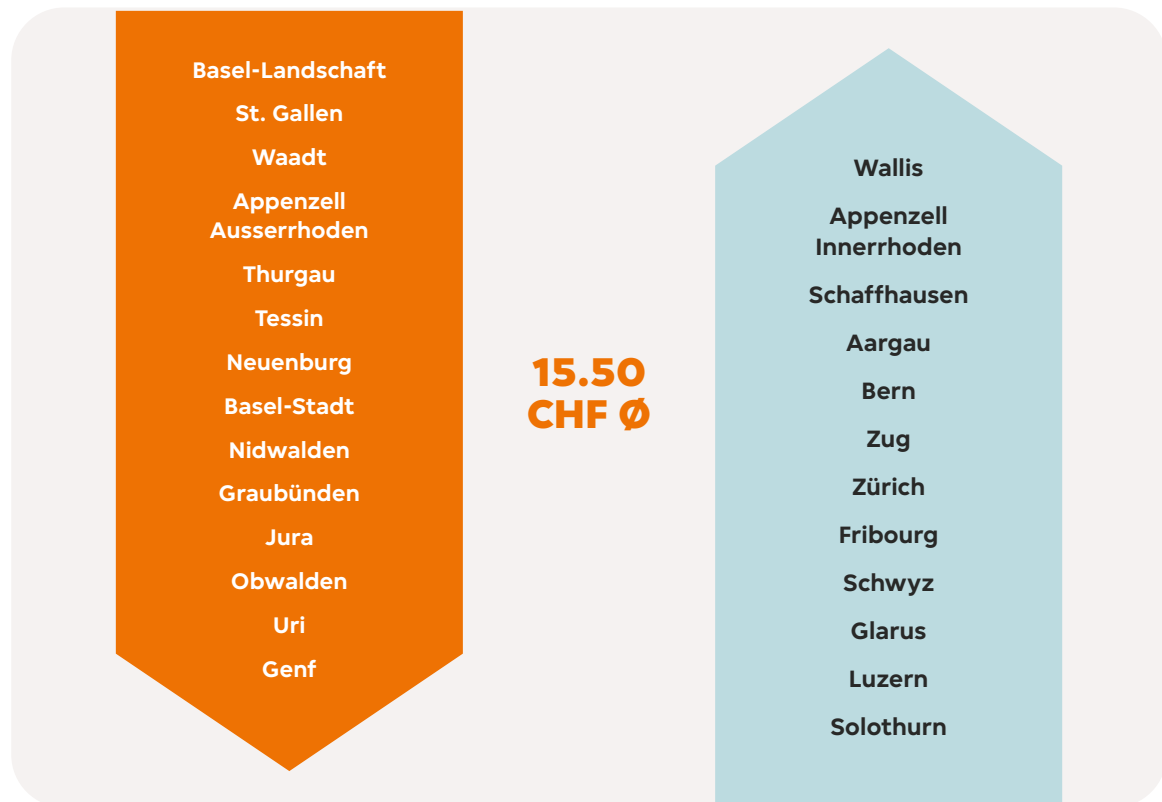 Basel-Landschaft
St. Gallen
Waadt
Appenzell
Ausserrhoden
Thurgau
Tessin
Neuenburg
Basel-Stadt
Nidwalden
Graubünden
Jura
Obwalden
Uri
Genf
15.50
CHF Ø
Wallis
Appenzell
Innerrhoden
Schaffhausen
Aargau
Bern
Zug
Zürich
Fribourg
Schwyz
Glarus
Luzern
Solothurn